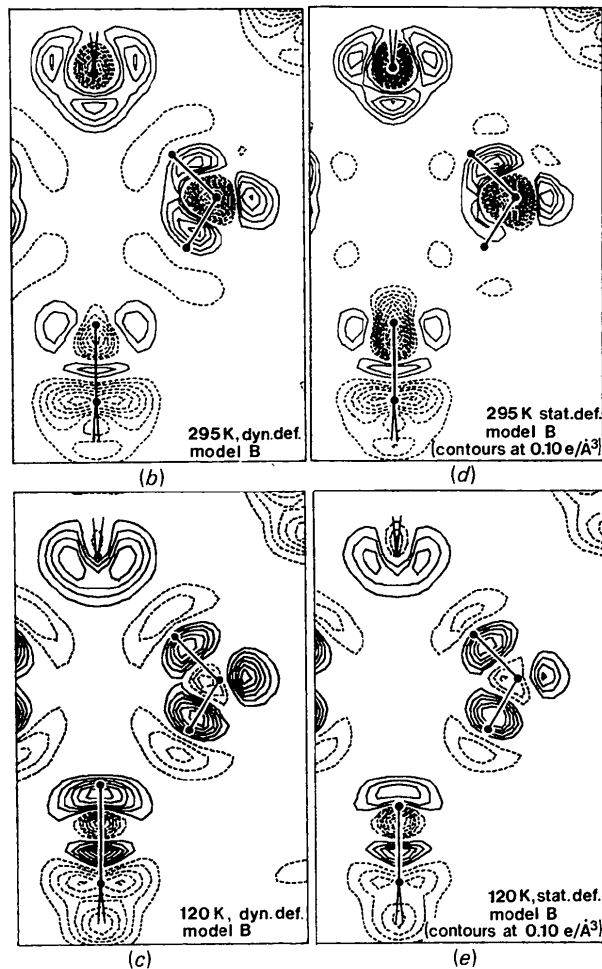 295 K, dyn.def.
model B
(b)
295 K stat.def.
model B
(contours at 0.10 e/Å³)
(d)
120 K, dyn.def.
model B
(c)
120 K, stat.def.
model B
(contours at 0.10 e/Å³)
(e)